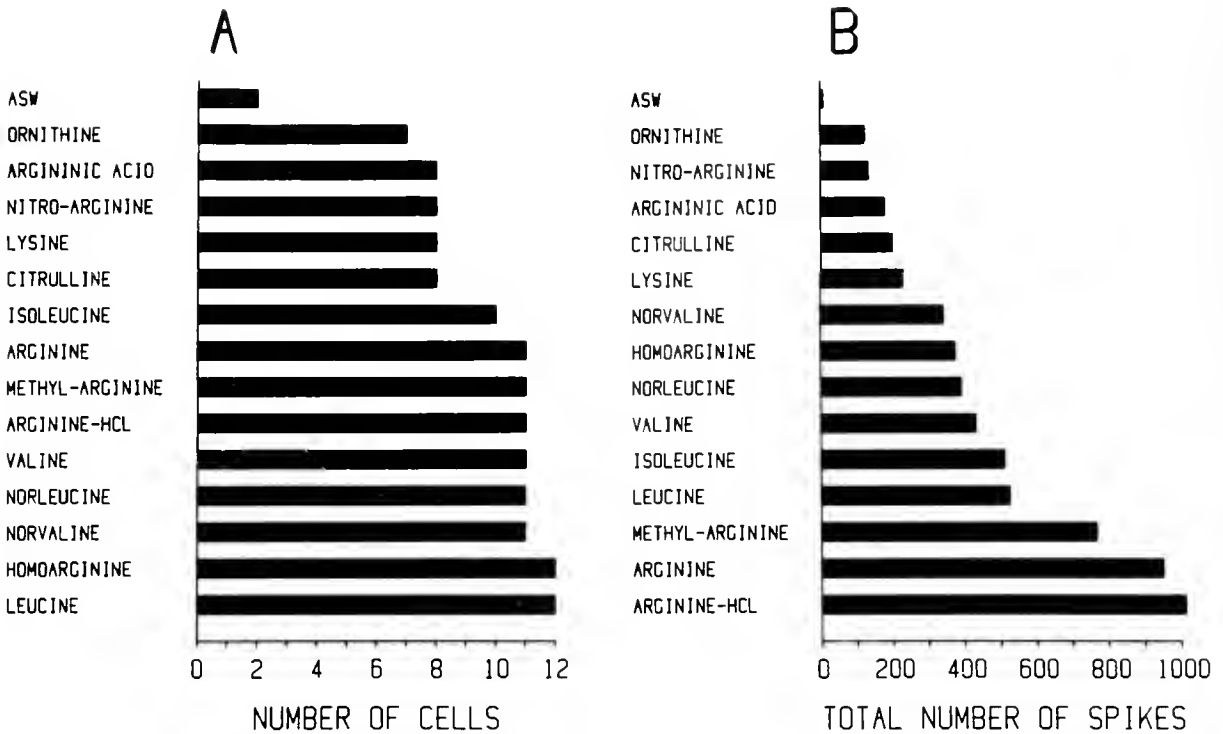 A
ASW
ORNITHINE
ARGININIC ACID
NITRO-ARGININE
LYSINE
CITRULLINE
ISOLEUCINE
ARGININE
METHYL-ARGININE
ARGININE-HCL
VALINE
NORLEUCINE
NORVALINE
HOMOARGININE
LEUCINE
0 2 4 6 8 10 12
NUMBER OF CELLS
B
ASW
ORNITHINE
NITRO-ARGININE
ARGININIC ACID
CITRULLINE
LYSINE
NORVALINE
HOMOARGININE
NORLEUCINE
VALINE
ISOLEUCINE
LEUCINE
METHYL-ARGININE
ARGININE
ARGININE-HCL
0 200 400 600 800 1000
TOTAL NUMBER OF SPIKES